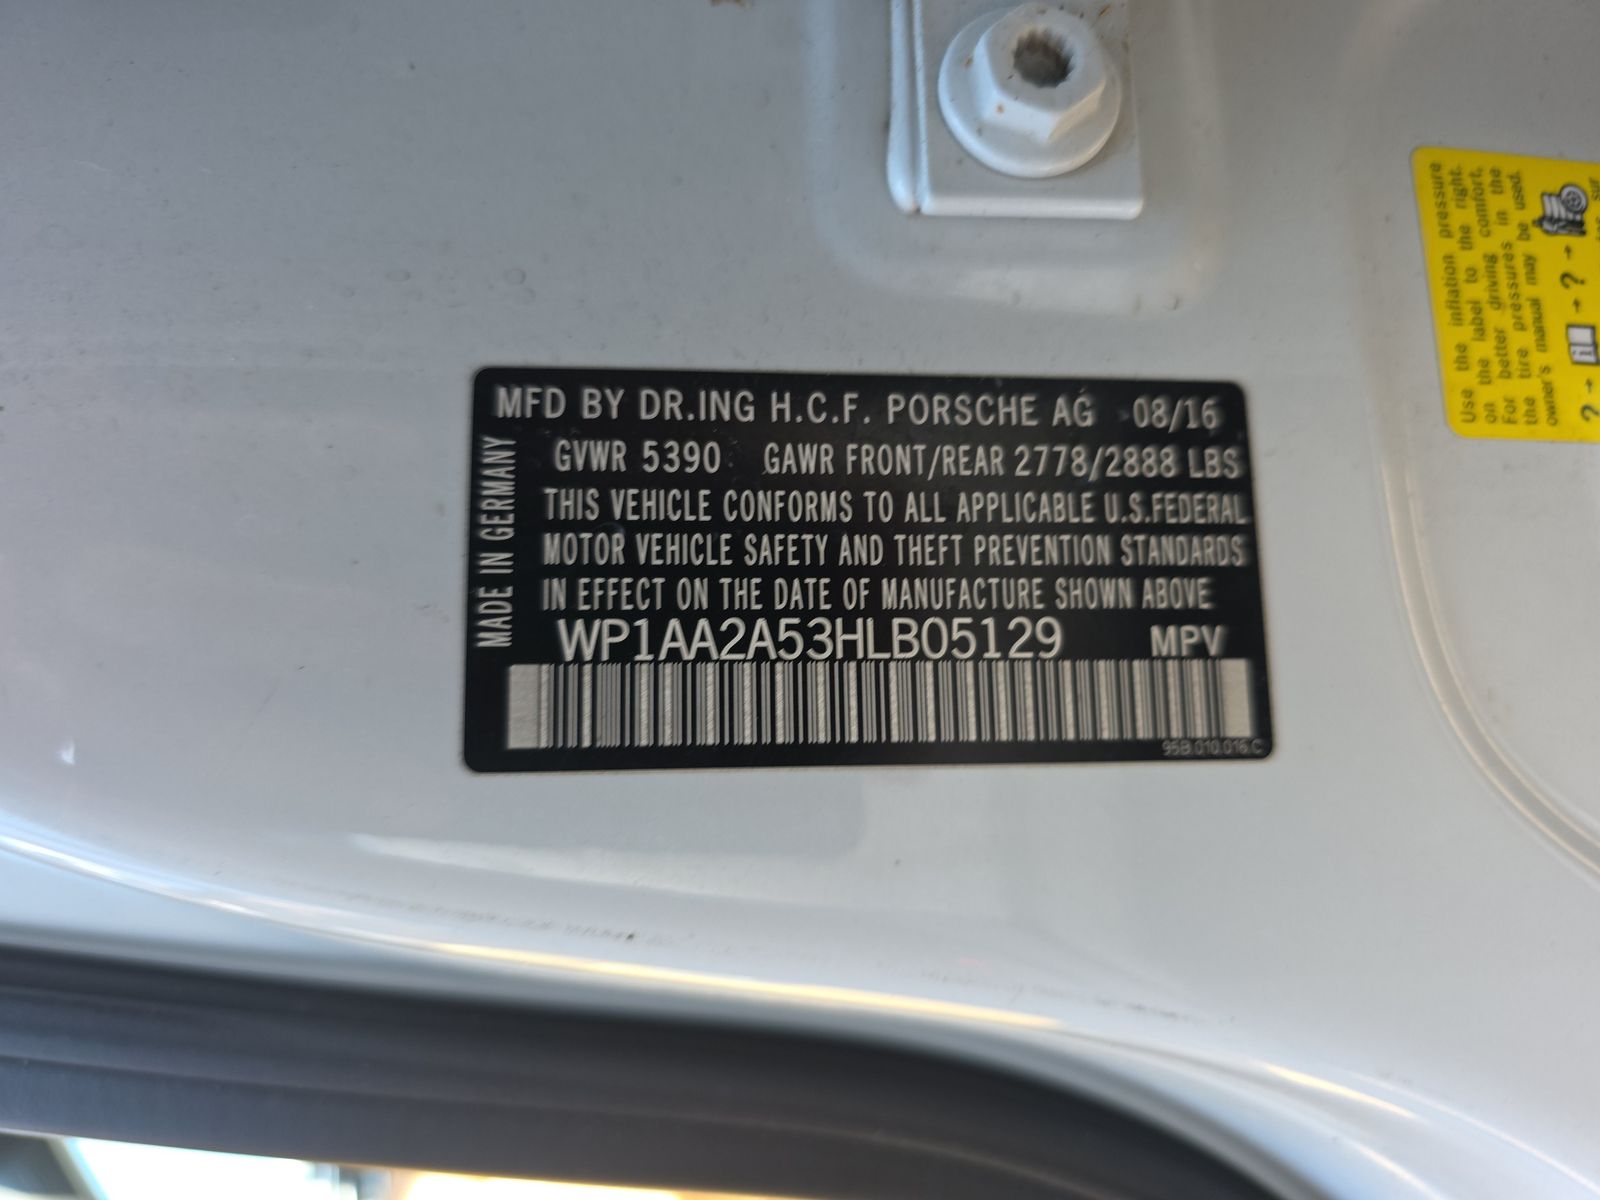 MFD BY DR.ING H.C.F. PORSCHE AG 08/16
GVWR 5390 GAWR FRONT/REAR 2778/2888 LBS
THIS VEHICLE CONFORMS TO ALL APPLICABLE U.S.FEDERAL
MOTOR VEHICLE SAFETY AND THEFT PREVENTION STANDARDS
IN EFFECT ON THE DATE OF MANUFACTURE SHOWN ABOVE
WP1AA2A53HLB05129 MPV
95B.010.016.C
MADE IN GERMANY
Use the inflation pressure
on the label to the right.
For better driving comfort,
the tire pressures in the
owner's manual may be used.
? → i → ? →